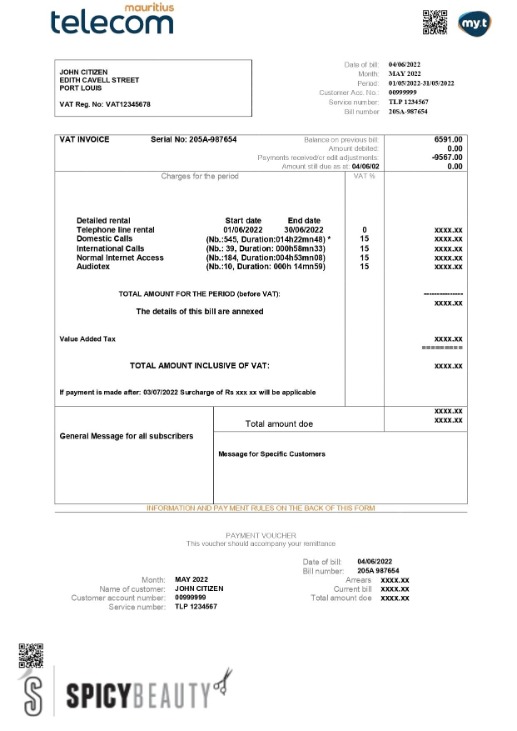 mauritius
telecom
my.t
JOHN CITIZEN
EDITH CAVELL STREET
PORT LOUIS
VAT Reg. No: VAT12345678
Date of bill: 04/06/2022
Month: MAY 2022
Period: 01/05/2022-31/05/2022
Customer Acc. No.: 00999999
Service number: TLP 1234567
Bill number 205A-987654
VAT INVOICE Serial No: 205A-987654 Balance on previous bill: 6591.00
Amount debited: 0.00
Payments received/or edit adjustments: -9567.00
Amount still due as at: 04/06/02 0.00
Charges for the period VAT %
Detailed rental Start date End date
Telephone line rental 01/06/2022 30/06/2022 0 xxxx.xx
Domestic Calls (Nb.:545, Duration:014h22mn48) * 15 xxxx.xx
International Calls (Nb.: 39, Duration: 000h58mn33) 15 xxxx.xx
Normal Internet Access (Nb.:184, Duration:004h53mn08) 15 xxxx.xx
Audiotex (Nb.:10, Duration: 000h 14mn59) 15 xxxx.xx
TOTAL AMOUNT FOR THE PERIOD (before VAT): --------------
xxxx.xx
The details of this bill are annexed
Value Added Tax xxxx.xx
=========
TOTAL AMOUNT INCLUSIVE OF VAT: xxxx.xx
If payment is made after: 03/07/2022 Surcharge of Rs xxx xx will be applicable
xxxx.xx
Total amount doe xxxx.xx
General Message for all subscribers
Message for Specific Customers
INFORMATION AND PAY MENT RULES ON THE BACK OF THIS FORM
PAYMENT VOUCHER
This voucher should accompany your remittance
Date of bill: 04/06/2022
Bill number: 205A 987654
Month: MAY 2022 Arrears xxxx.xx
Name of customer: JOHN CITIZEN Current bill xxxx.xx
Customer account number: 00999999 Total amount doe xxxx.xx
Service number: TLP 1234567
S SPICYBEAUTY